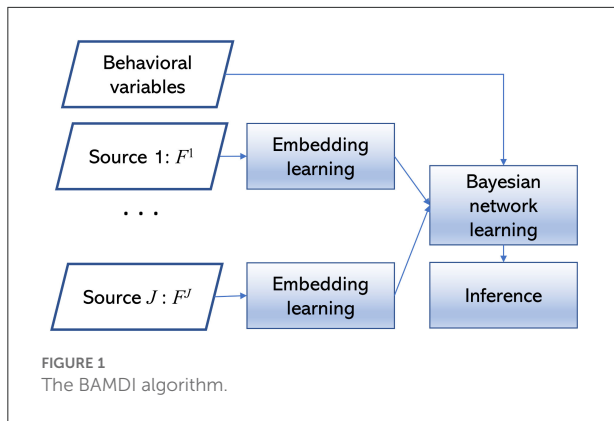 Behavioral
variables
Source 1: F¹
Embedding
learning
Bayesian
network
learning
. . .
Source J : Fᴶ
Embedding
learning
Inference
FIGURE 1
The BAMDI algorithm.